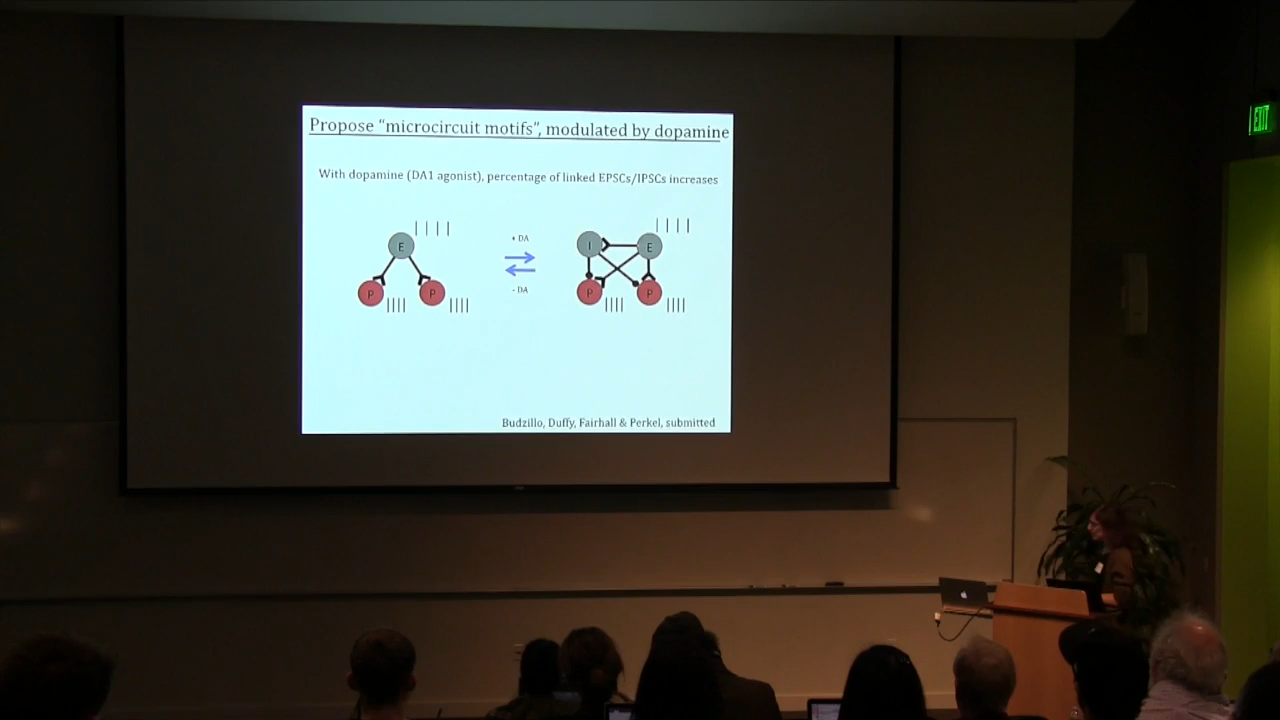 Propose “microcircuit motifs”, modulated by dopamine
With dopamine (DA1 agonist), percentage of linked EPSCs/IPSCs increases
E
P P
+ DA
- DA
I E
P P
Budzillo, Duffy, Fairhall & Perkel, submitted
EXIT